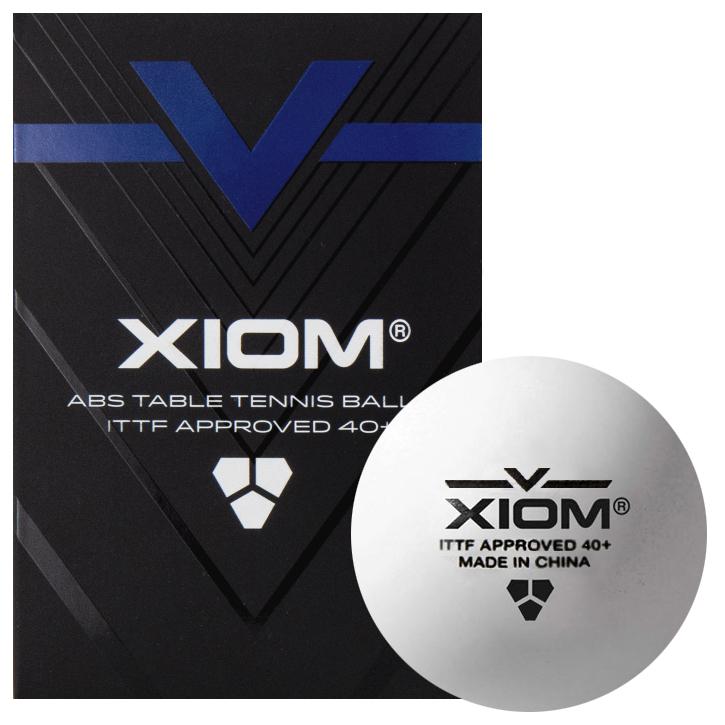 XIOM®
ABS TABLE TENNIS BALL
ITTF APPROVED 40+
XIOM®
ITTF APPROVED 40+
MADE IN CHINA